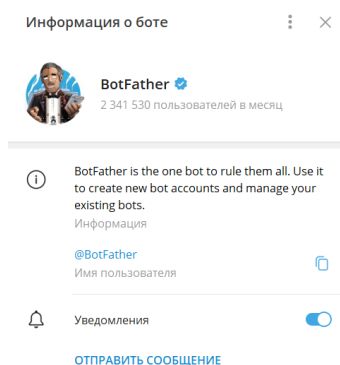 Информация о боте
BotFather
2 341 530 пользователей в месяц
BotFather is the one bot to rule them all. Use it
to create new bot accounts and manage your
existing bots.
Информация
@BotFather
Имя пользователя
Уведомления
ОТПРАВИТЬ СООБЩЕНИЕ